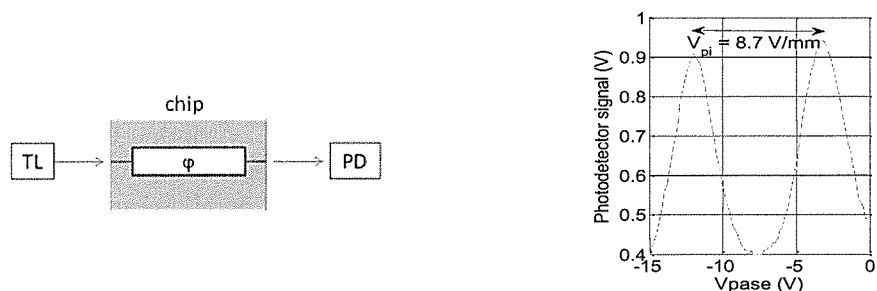 chip
TL
φ
PD
Photodetector signal (V)
1
0.9
0.8
0.7
0.6
0.5
0.4
V_pi = 8.7 V/mm
-15
-10
-5
0
Vpase (V)